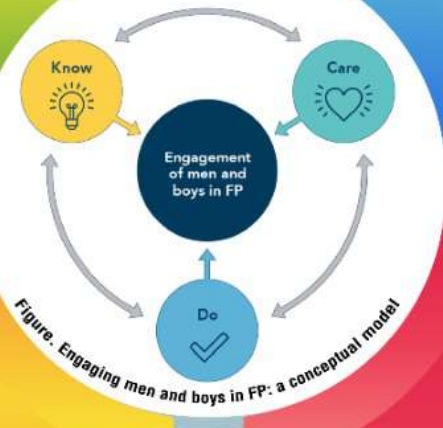 Know
Care
Engagement
of men and
boys in FP
Do
Figure. Engaging men and boys in FP: a conceptual model